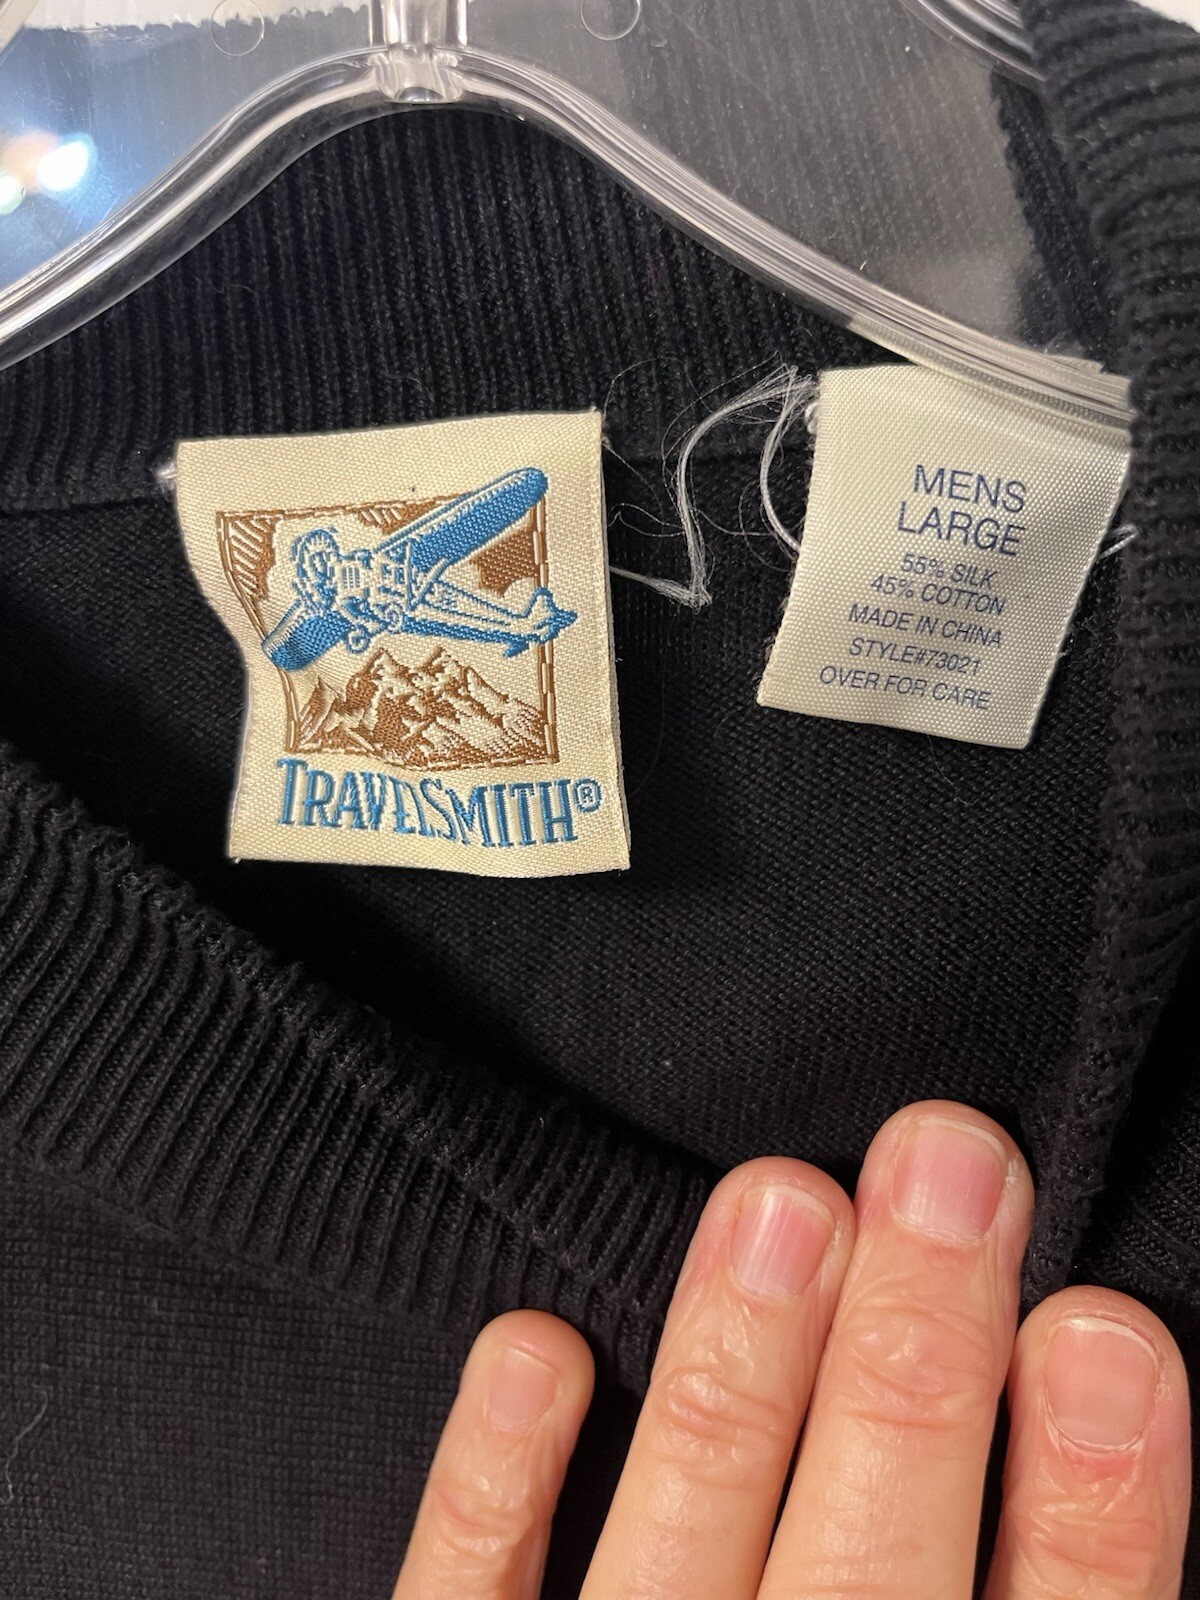 TRAVELSMITH®
MENS
LARGE
55% SILK
45% COTTON
MADE IN CHINA
STYLE#73021
OVER FOR CARE